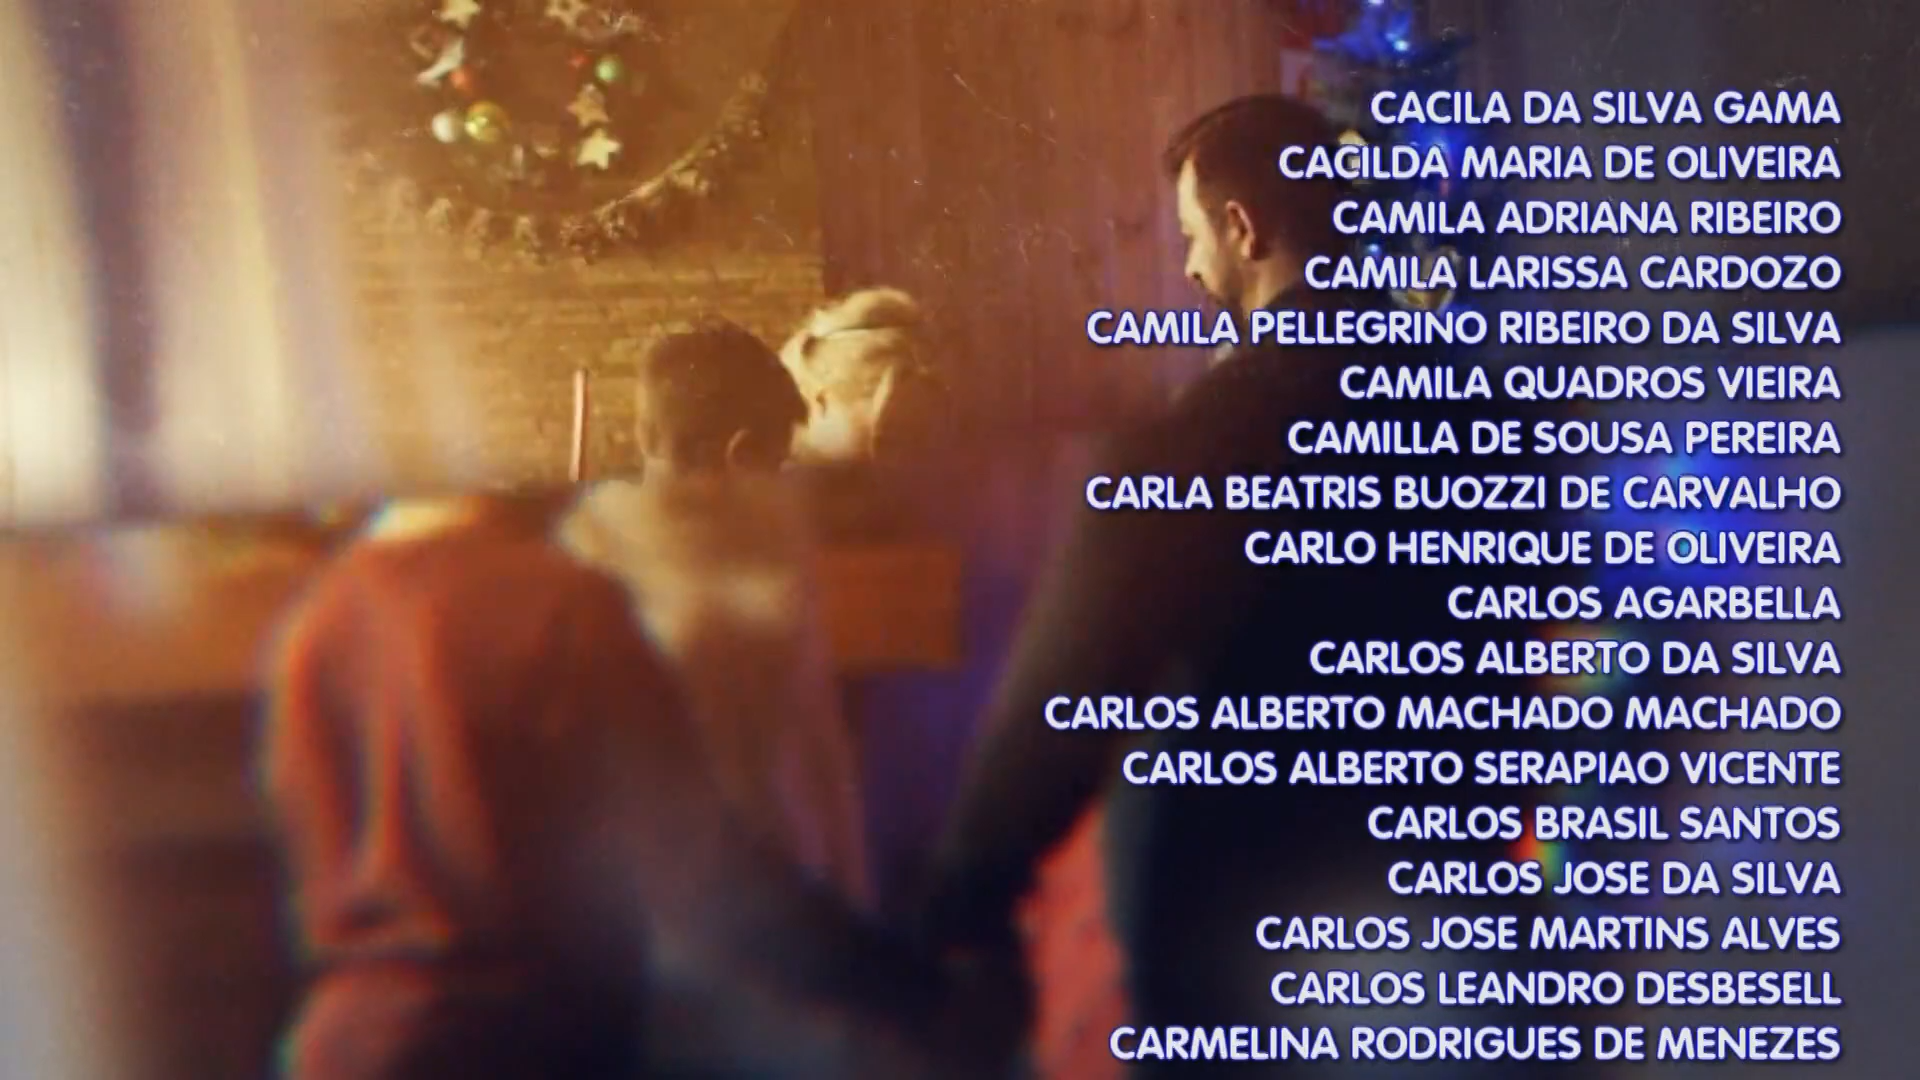 CACILA DA SILVA GAMA
CACILDA MARIA DE OLIVEIRA
CAMILA ADRIANA RIBEIRO
CAMILA LARISSA CARDOZO
CAMILA PELLEGRINO RIBEIRO DA SILVA
CAMILA QUADROS VIEIRA
CAMILLA DE SOUSA PEREIRA
CARLA BEATRIS BUOZZI DE CARVALHO
CARLO HENRIQUE DE OLIVEIRA
CARLOS AGARBELLA
CARLOS ALBERTO DA SILVA
CARLOS ALBERTO MACHADO MACHADO
CARLOS ALBERTO SERAPIAO VICENTE
CARLOS BRASIL SANTOS
CARLOS JOSE DA SILVA
CARLOS JOSE MARTINS ALVES
CARLOS LEANDRO DESBESELL
CARMELINA RODRIGUES DE MENEZES